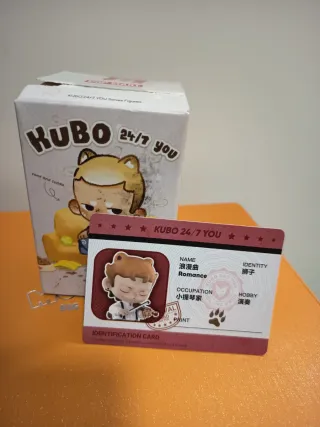 KUBO 24/7 YOU
KUBO 24/7 YOU
NAME
浪漫曲
Romance
IDENTITY
獅子
OCCUPATION
小提琴家
HOBBY
演奏
PRINT
IDENTIFICATION CARD